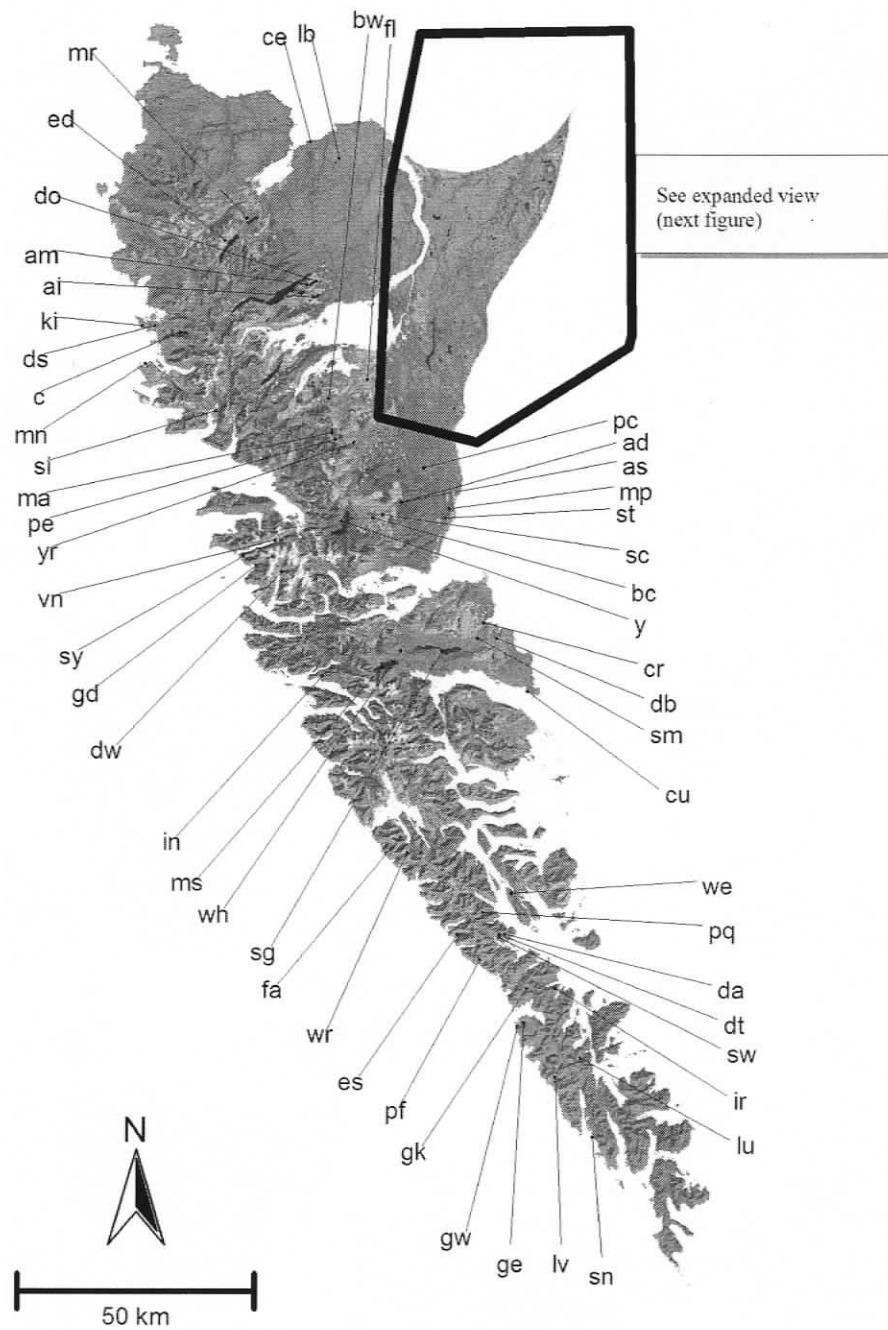 bw
fl
lb
ce
mr
ed
do
am
ai
ki
ds
c
mn
si
ma
pe
yr
vn
sy
gd
dw
in
ms
wh
sg
fa
wr
es
pf
gk
gw
ge
lv
sn
See expanded view
(next figure)
pc
ad
as
mp
st
sc
bc
y
cr
db
sm
cu
we
pq
da
dt
sw
ir
lu
N
50 km